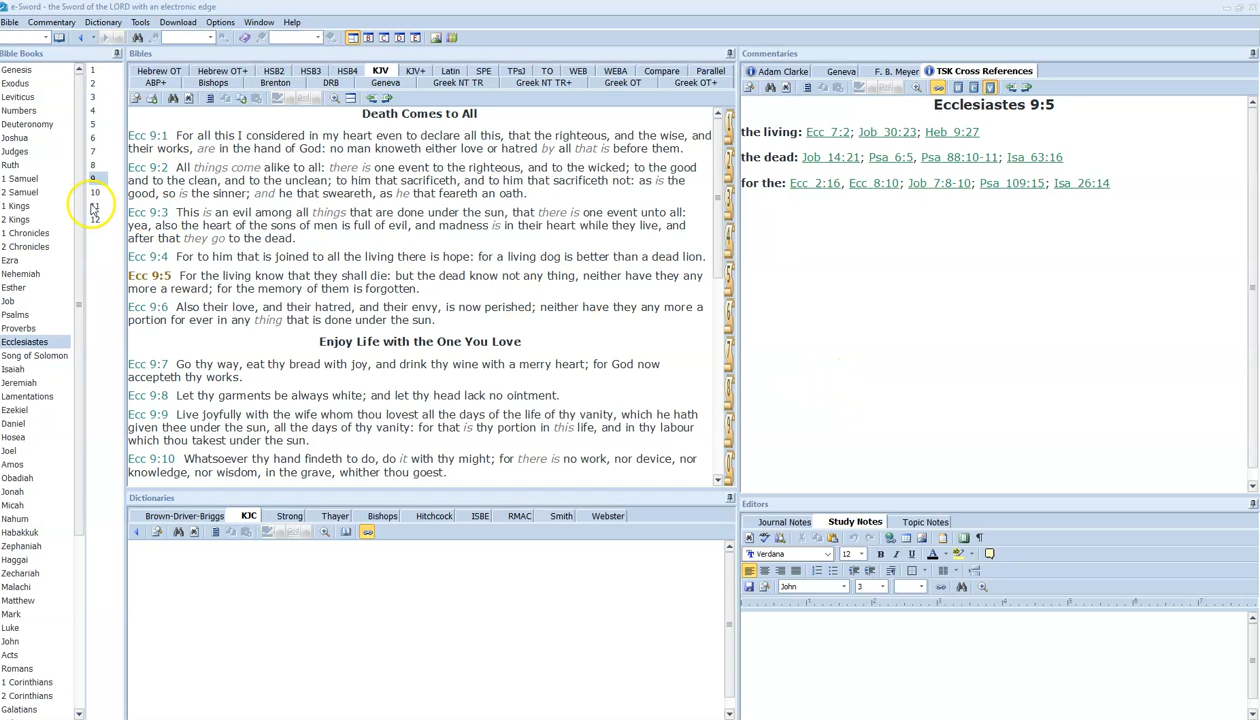 e-Sword - the Sword of the LORD with an electronic edge
Bible Commentary Dictionary Tools Download Options Window Help
B C D E
Bible Books
Genesis 1
Exodus 2
Leviticus 3
Numbers 4
Deuteronomy 5
Joshua 6
Judges 7
Ruth 8
1 Samuel 9
2 Samuel 10
1 Kings 11
2 Kings 12
1 Chronicles
2 Chronicles
Ezra
Nehemiah
Esther
Job
Psalms
Proverbs
Ecclesiastes
Song of Solomon
Isaiah
Jeremiah
Lamentations
Ezekiel
Daniel
Hosea
Joel
Amos
Obadiah
Jonah
Micah
Nahum
Habakkuk
Zephaniah
Haggai
Zechariah
Malachi
Matthew
Mark
Luke
John
Acts
Romans
1 Corinthians
2 Corinthians
Galatians
Bibles
Hebrew OT Hebrew OT+ HSB2 HSB3 HSB4 KJV KJV+ Latin SPE TPsJ TO WEB WEBA Compare Parallel
ABP+ Bishops Brenton DRB Geneva Greek NT TR Greek NT TR+ Greek OT Greek OT+
Death Comes to All
Ecc 9:1 For all this I considered in my heart even to declare all this, that the righteous, and the wise, and
their works, are in the hand of God: no man knoweth either love or hatred by all that is before them.
Ecc 9:2 All things come alike to all: there is one event to the righteous, and to the wicked; to the good
and to the clean, and to the unclean; to him that sacrificeth, and to him that sacrificeth not: as is the
good, so is the sinner; and he that sweareth, as he that feareth an oath.
Ecc 9:3 This is an evil among all things that are done under the sun, that there is one event unto all:
yea, also the heart of the sons of men is full of evil, and madness is in their heart while they live, and
after that they go to the dead.
Ecc 9:4 For to him that is joined to all the living there is hope: for a living dog is better than a dead lion.
Ecc 9:5 For the living know that they shall die: but the dead know not any thing, neither have they any
more a reward; for the memory of them is forgotten.
Ecc 9:6 Also their love, and their hatred, and their envy, is now perished; neither have they any more a
portion for ever in any thing that is done under the sun.
Enjoy Life with the One You Love
Ecc 9:7 Go thy way, eat thy bread with joy, and drink thy wine with a merry heart; for God now
accepteth thy works.
Ecc 9:8 Let thy garments be always white; and let thy head lack no ointment.
Ecc 9:9 Live joyfully with the wife whom thou lovest all the days of the life of thy vanity, which he hath
given thee under the sun, all the days of thy vanity: for that is thy portion in this life, and in thy labour
which thou takest under the sun.
Ecc 9:10 Whatsoever thy hand findeth to do, do it with thy might; for there is no work, nor device, nor
knowledge, nor wisdom, in the grave, whither thou goest.
Commentaries
Adam Clarke Geneva F. B. Meyer TSK Cross References
Ecclesiastes 9:5
the living: Ecc 7:2; Job 30:23; Heb 9:27
the dead: Job 14:21; Psa 6:5, Psa 88:10-11; Isa 63:16
for the: Ecc 2:16, Ecc 8:10; Job 7:8-10; Psa 109:15; Isa 26:14
Dictionaries
Brown-Driver-Briggs KJC Strong Thayer Bishops Hitchcock ISBE RMAC Smith Webster
Editors
Journal Notes Study Notes Topic Notes
Verdana 12 B I U A
John 3
1 2 3 4 5 6 7